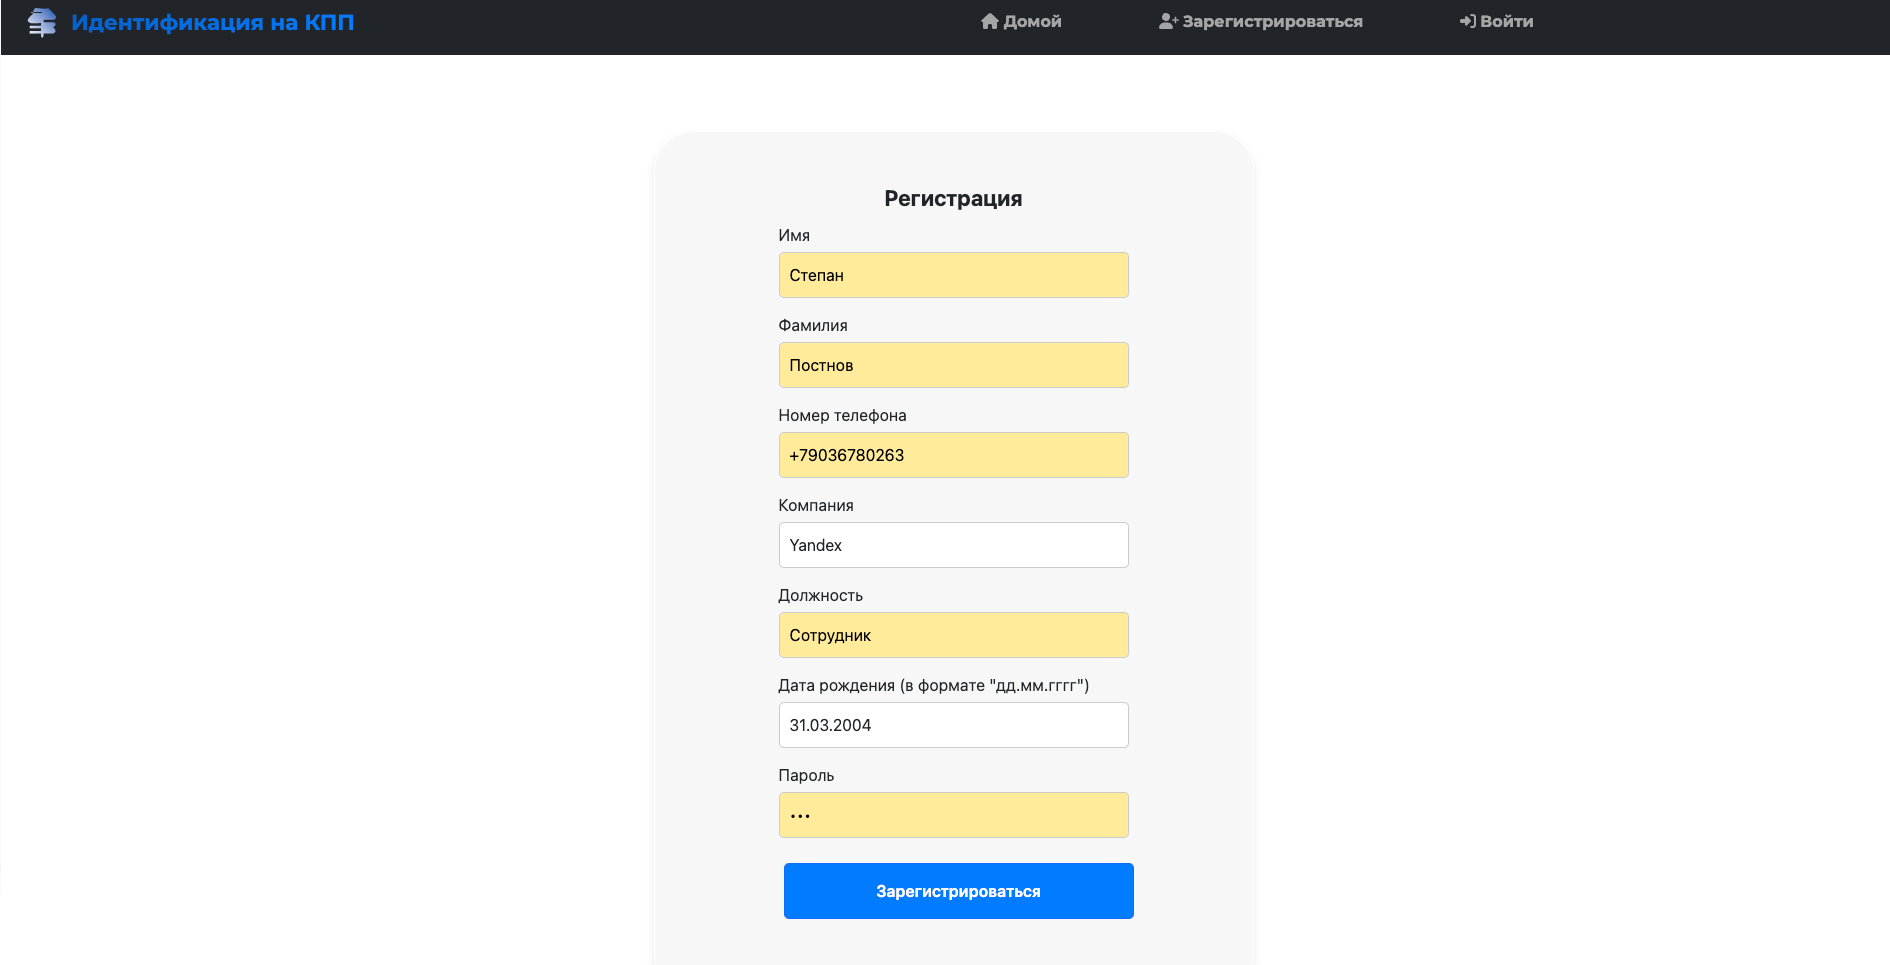 Идентификация на КПП
Домой
Зарегистрироваться
Войти
Регистрация
Имя
Степан
Фамилия
Постнов
Номер телефона
+79036780263
Компания
Yandex
Должность
Сотрудник
Дата рождения (в формате "дд.мм.гггг")
31.03.2004
Пароль
•••
Зарегистрироваться